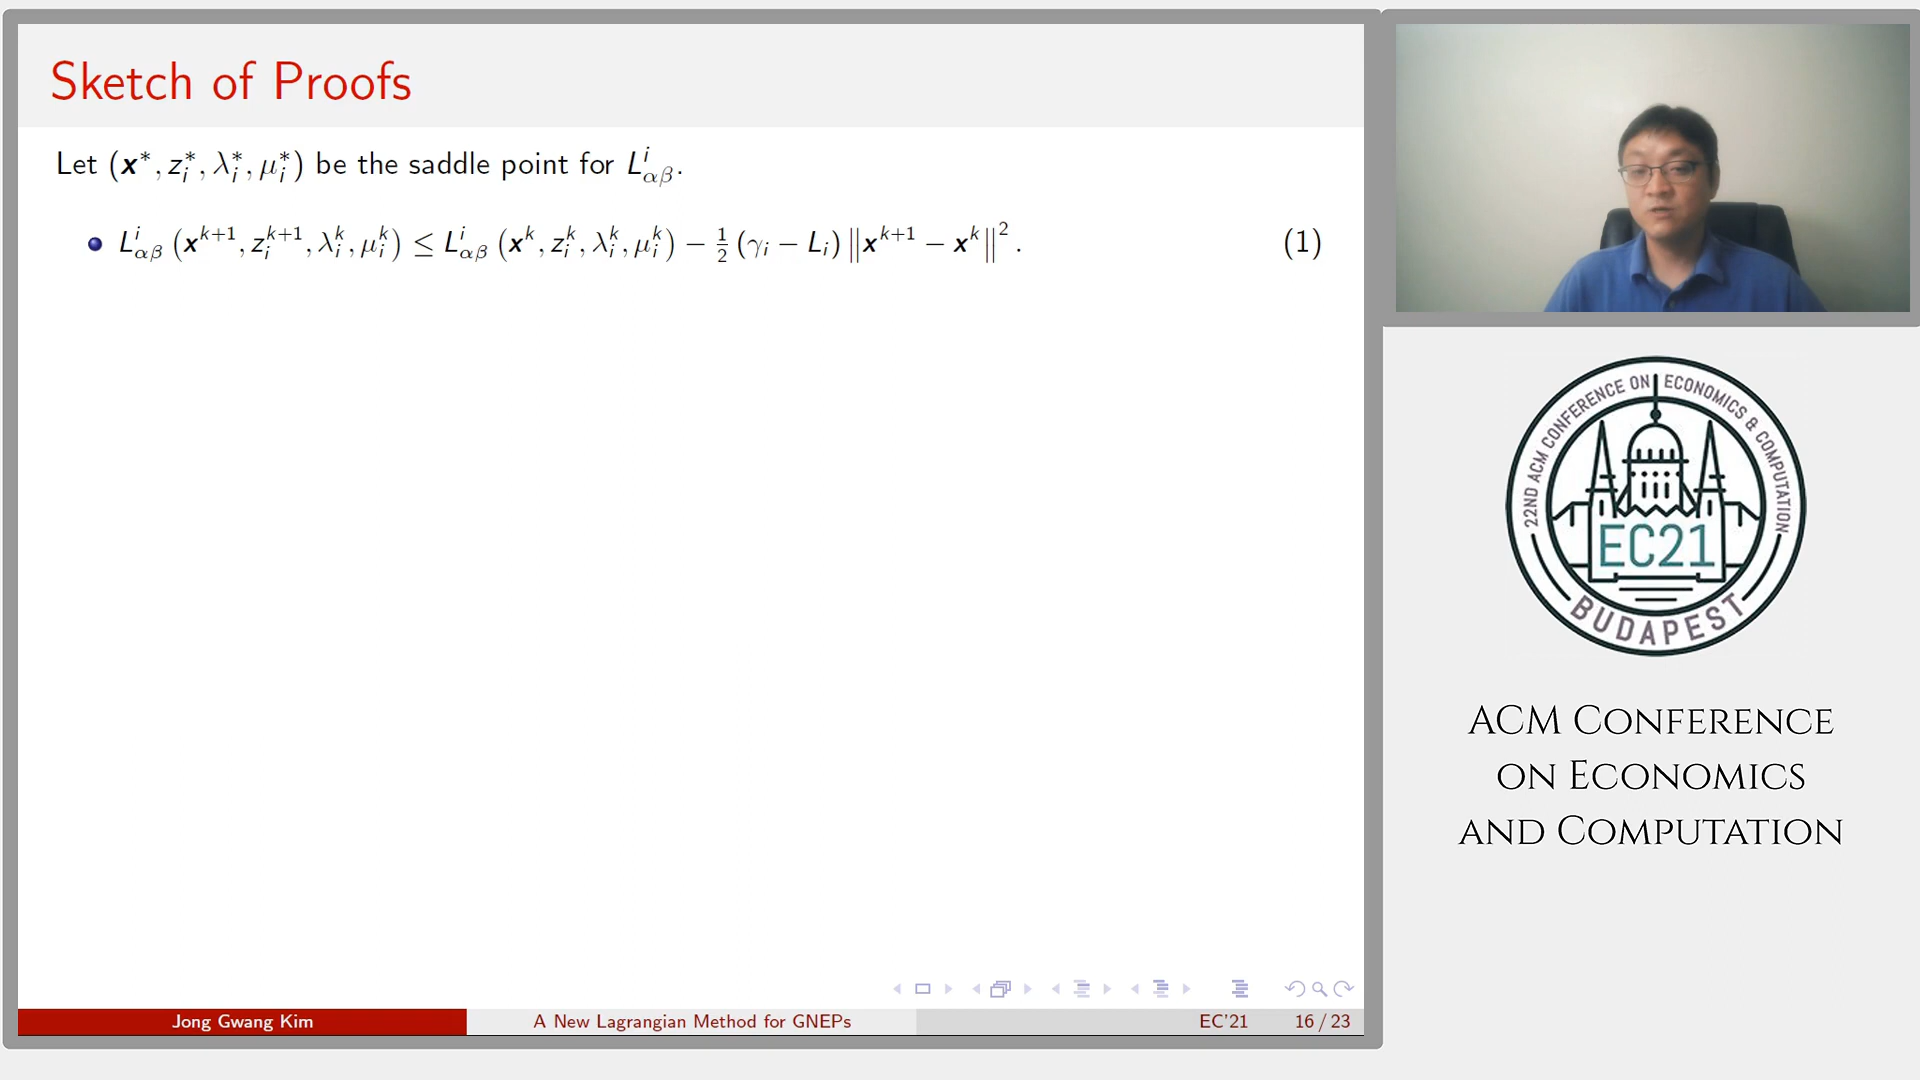 Sketch of Proofs
Let (x*, z_i*, λ_i*, μ_i*) be the saddle point for L^i_{αβ}.
L^i_{αβ} (x^{k+1}, z_i^{k+1}, λ_i^k, μ_i^k) ≤ L^i_{αβ} (x^k, z_i^k, λ_i^k, μ_i^k) − ½ (γ_i − L_i) ‖x^{k+1} − x^k‖². (1)
Jong Gwang Kim A New Lagrangian Method for GNEPs EC'21 16 / 23
22ND ACM CONFERENCE ON ECONOMICS & COMPUTATION
EC21
BUDAPEST
ACM CONFERENCE
ON ECONOMICS
AND COMPUTATION